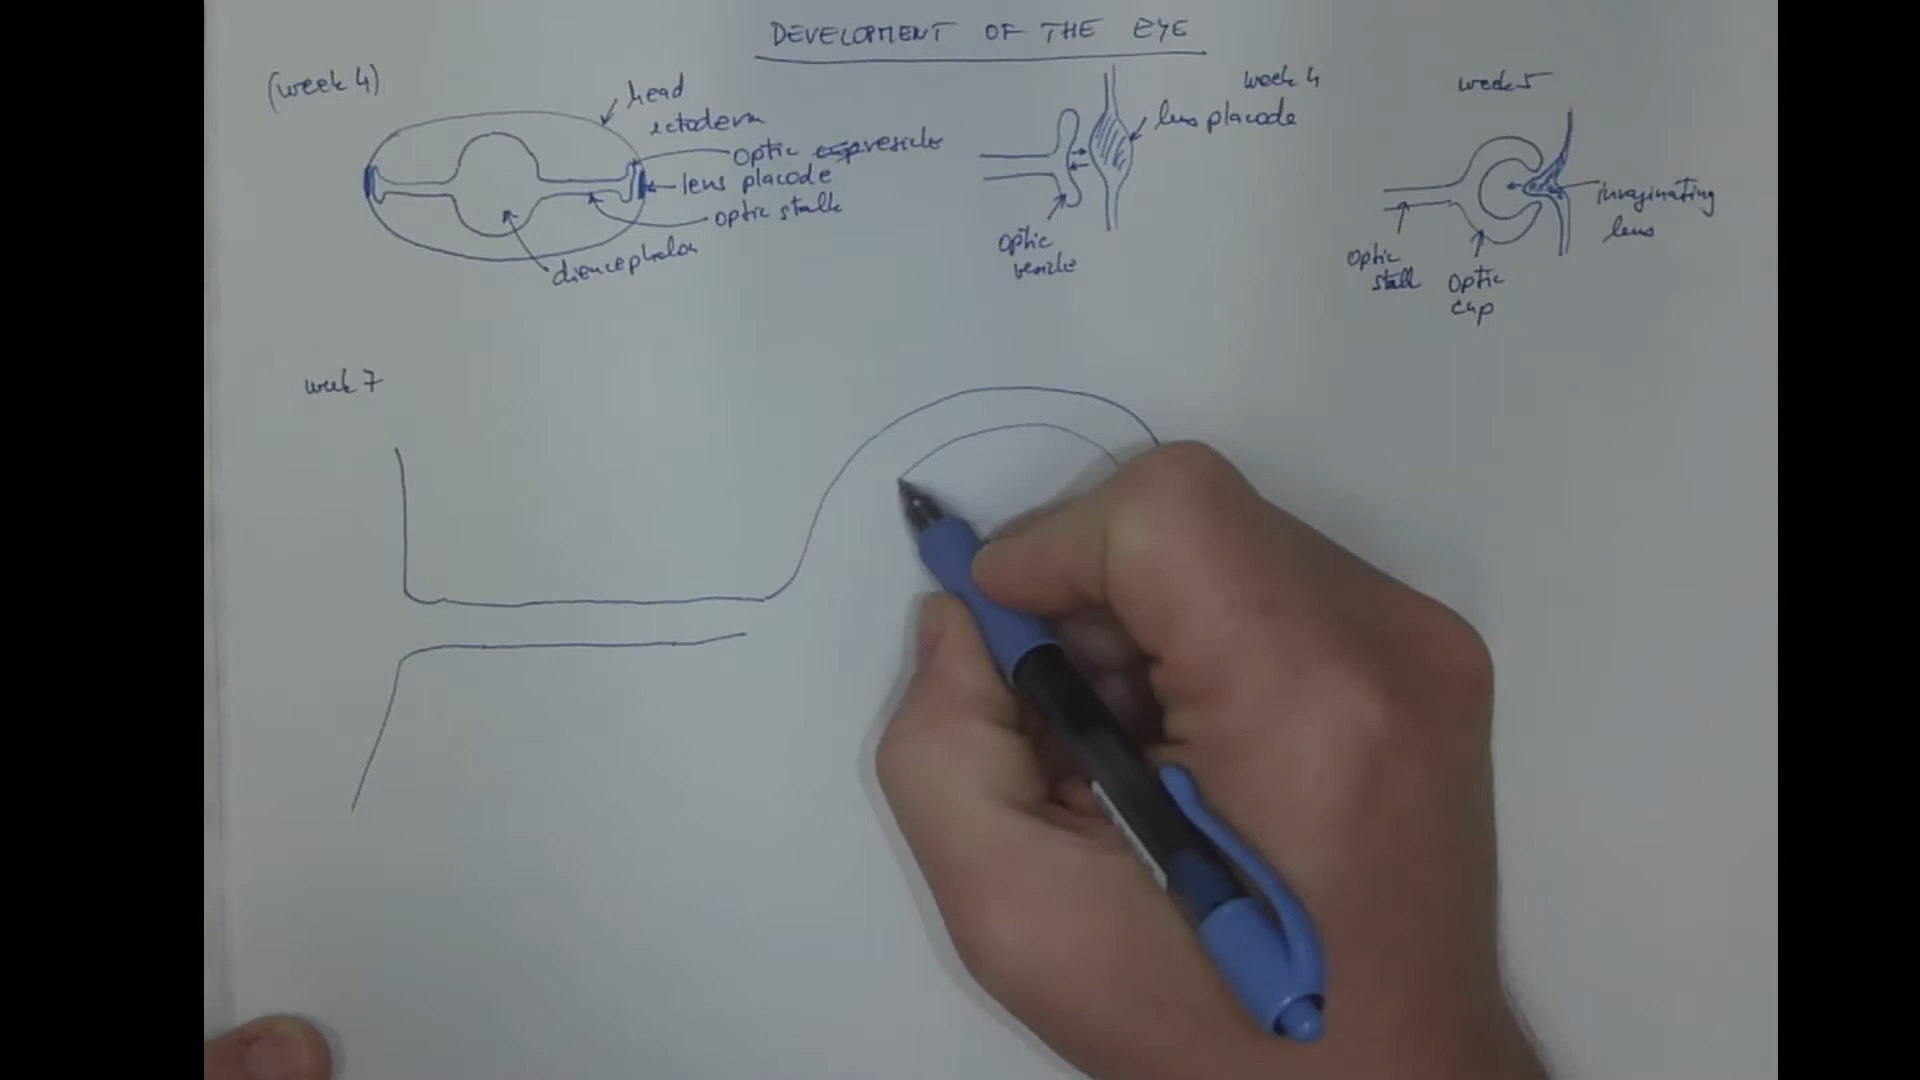 DEVELOPMENT OF THE EYE
(week 4)
head
ectoderm
optic vesicle
lens placode
optic stalk
diencephalon
week 4
lens placode
optic
vesicle
week 5
invaginating
lens
optic
stalk
optic
cup
week 7